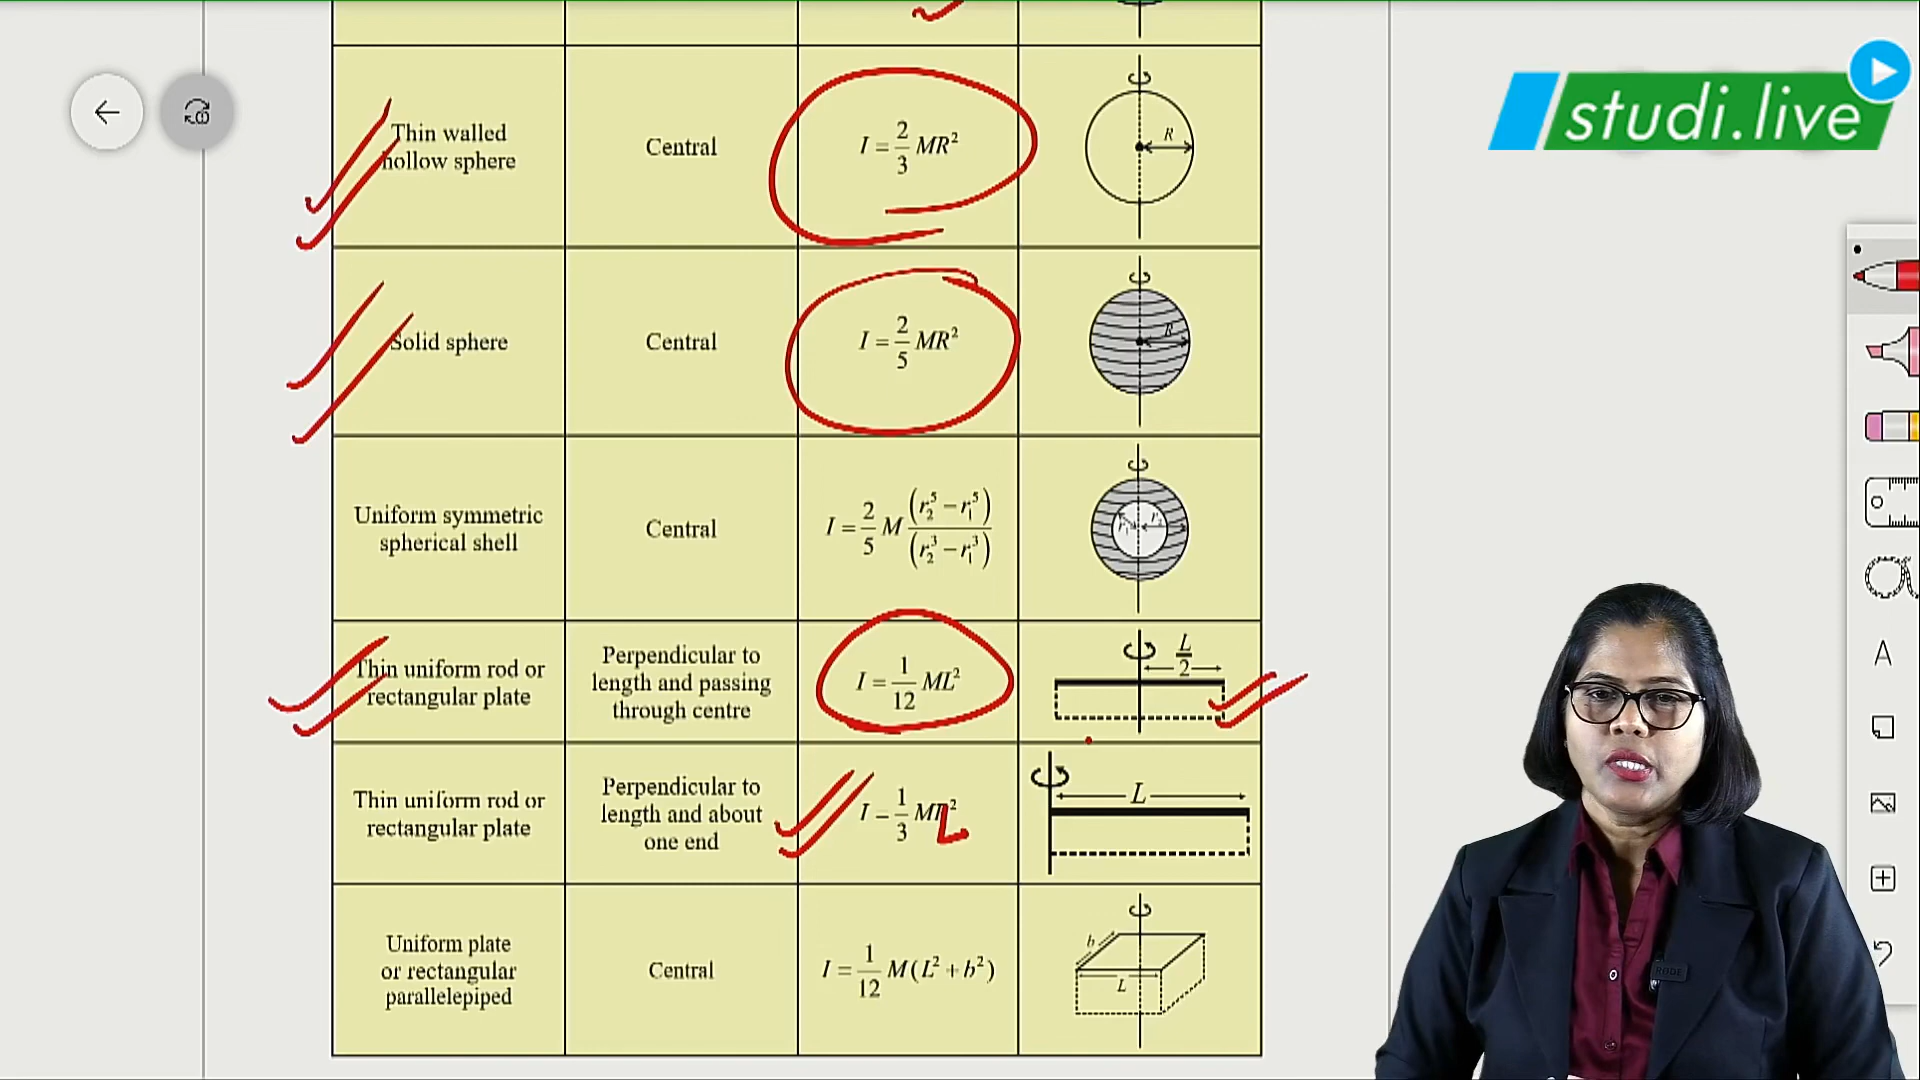 studi.live
Thin walled
hollow sphere
Central
I = 2/3 MR²
R
Solid sphere
Central
I = 2/5 MR²
R
Uniform symmetric
spherical shell
Central
I = 2/5 M (r₂⁵ − r₁⁵)/(r₂³ − r₁³)
r₁ r₂
Thin uniform rod or
rectangular plate
Perpendicular to
length and passing
through centre
I = 1/12 ML²
L/2
Thin uniform rod or
rectangular plate
Perpendicular to
length and about
one end
I = 1/3 ML²
L
Uniform plate
or rectangular
parallelepiped
Central
I = 1/12 M(L² + b²)
b
L
A
RODE